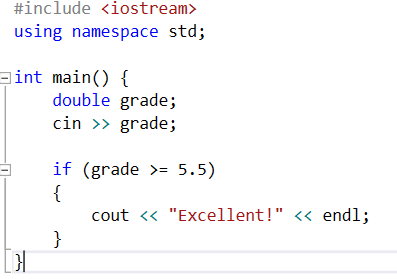 #include <iostream>
using namespace std;
int main() {
double grade;
cin >> grade;
if (grade >= 5.5)
{
cout << "Excellent!" << endl;
}
}